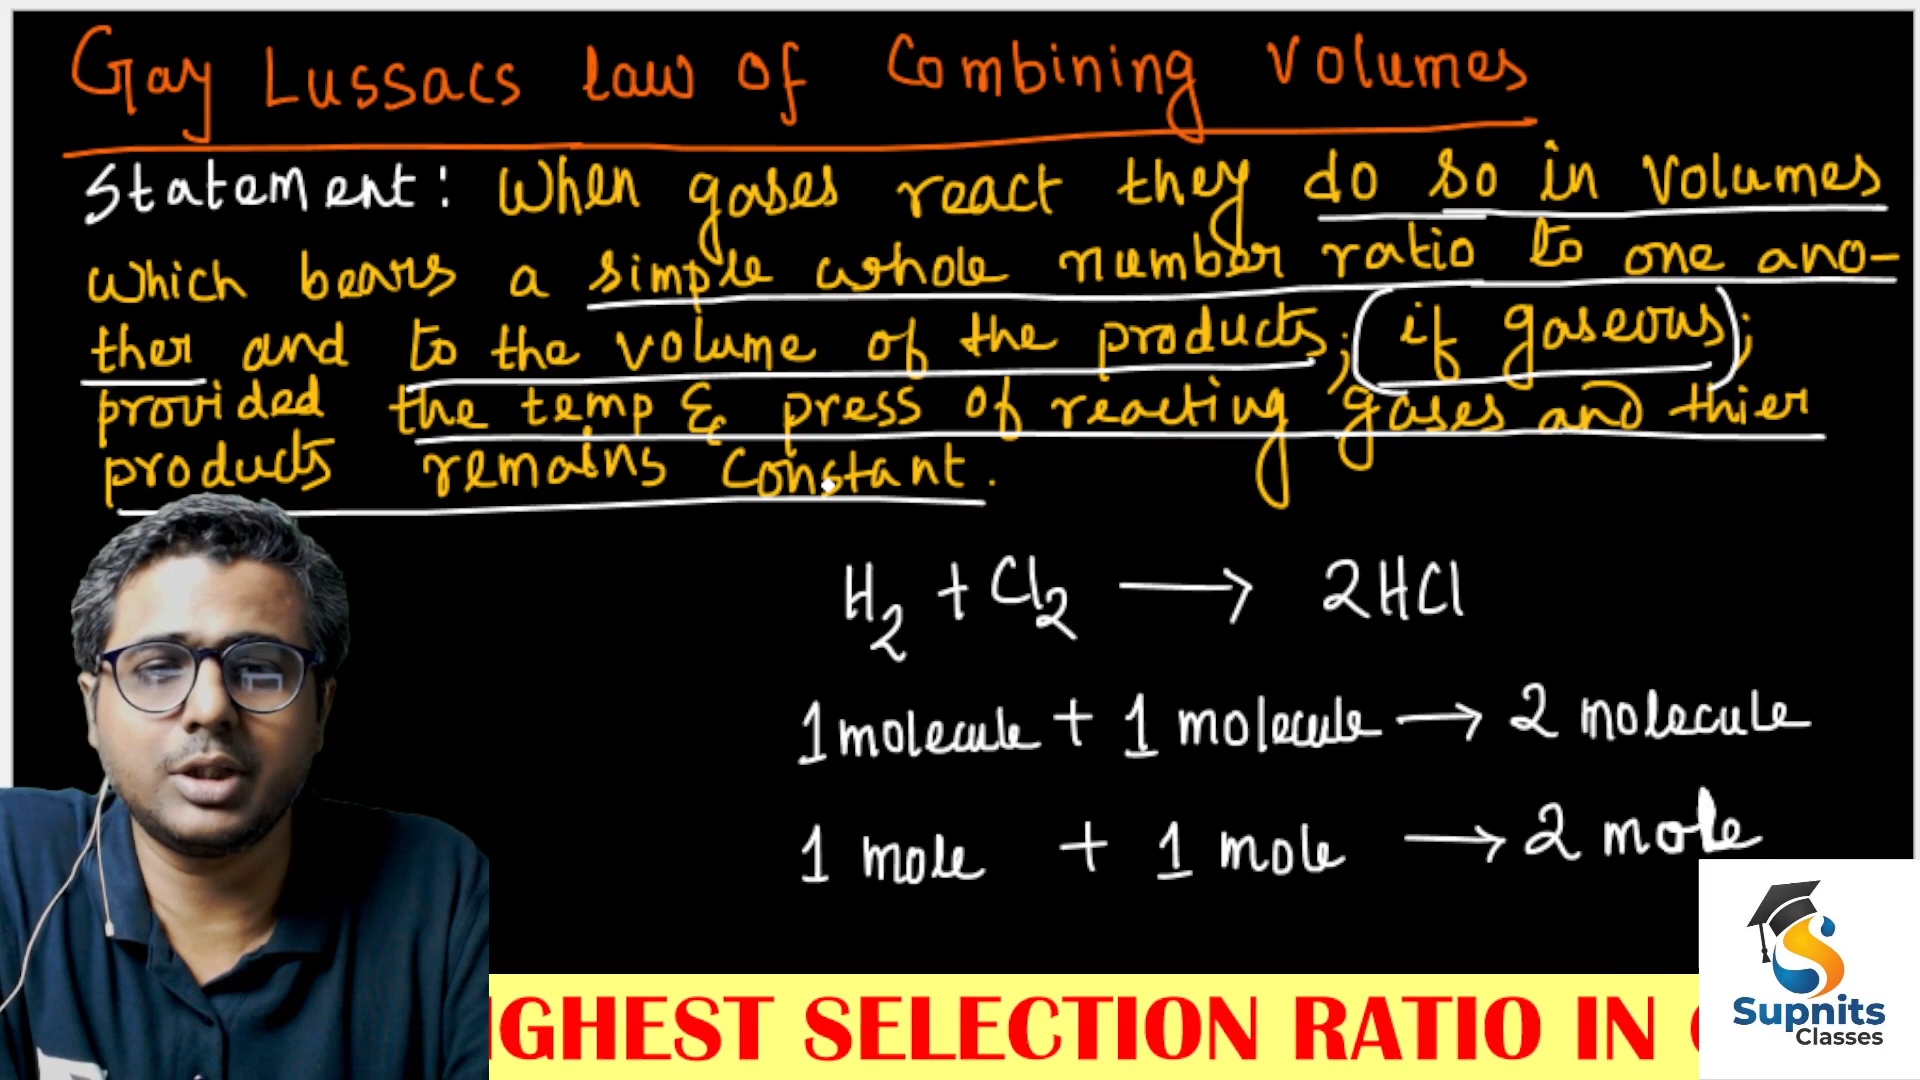 Gay Lussacs law of Combining Volumes
Statement: When gases react they do so in Volumes
which bears a simple whole number ratio to one ano-
ther and to the volume of the products; (if gaseous);
provided the temp & press of reacting gases and thier
products remains constant.
H₂ + Cl₂ → 2HCl
1 molecule + 1 molecule → 2 molecule
1 mole + 1 mole → 2 mole
GHEST SELECTION RATIO IN
Supnits
Classes